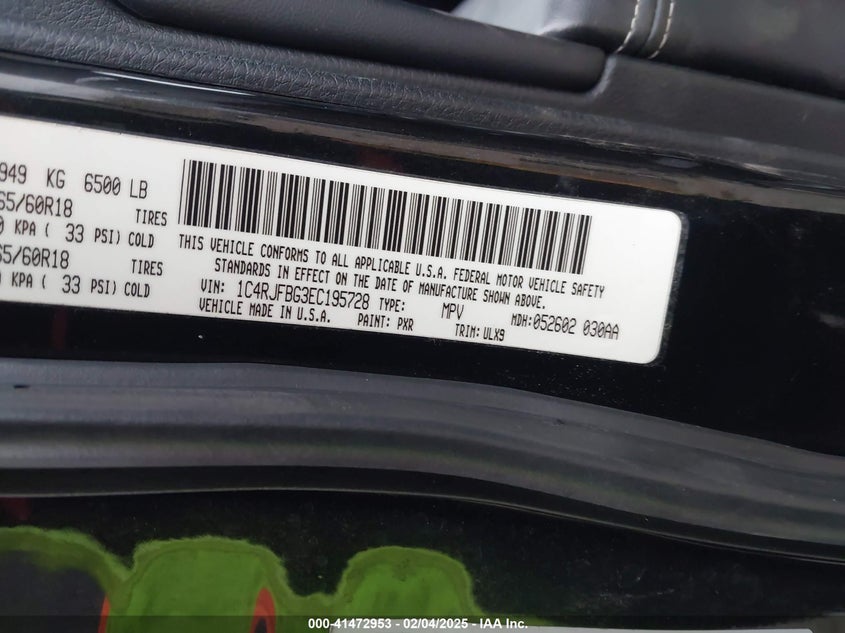 949 KG 6500 LB
65/60R18 TIRES
0 KPA ( 33 PSI) COLD
65/60R18 TIRES
0 KPA ( 33 PSI) COLD
THIS VEHICLE CONFORMS TO ALL APPLICABLE U.S.A. FEDERAL MOTOR VEHICLE SAFETY
STANDARDS IN EFFECT ON THE DATE OF MANUFACTURE SHOWN ABOVE.
VIN: 1C4RJFBG3EC195728 TYPE: MPV MDH:052602 030AA
VEHICLE MADE IN U.S.A. PAINT: PXR TRIM: ULX9
000-41472953 — 02/04/2025 — IAA Inc.